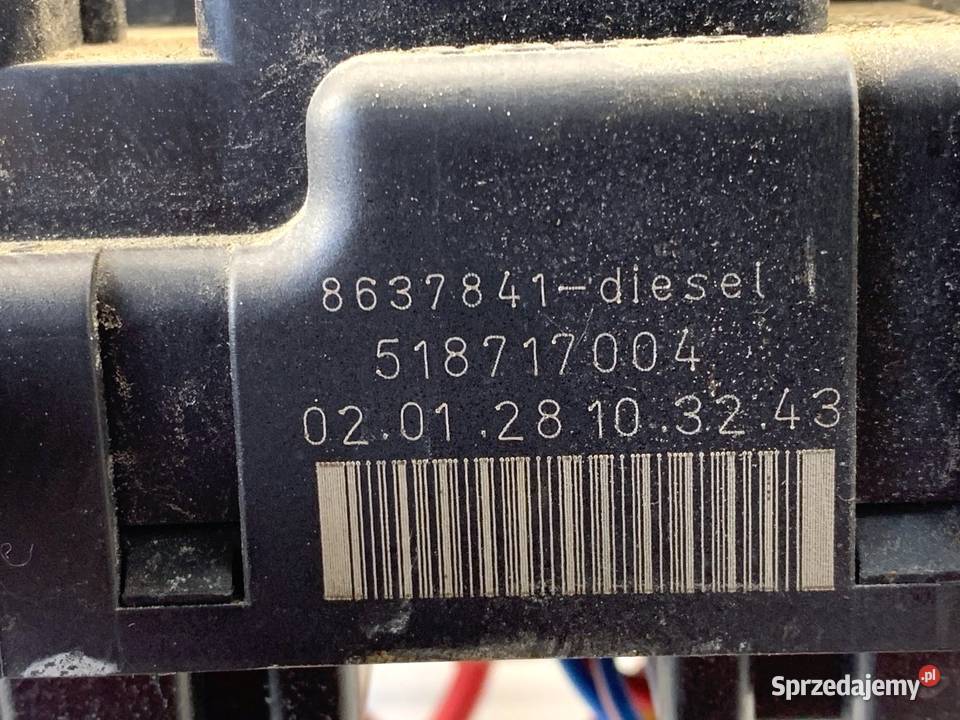 8637841-diesel
518717004
02.01.28 10.32.43
Sprzedajemy.pl